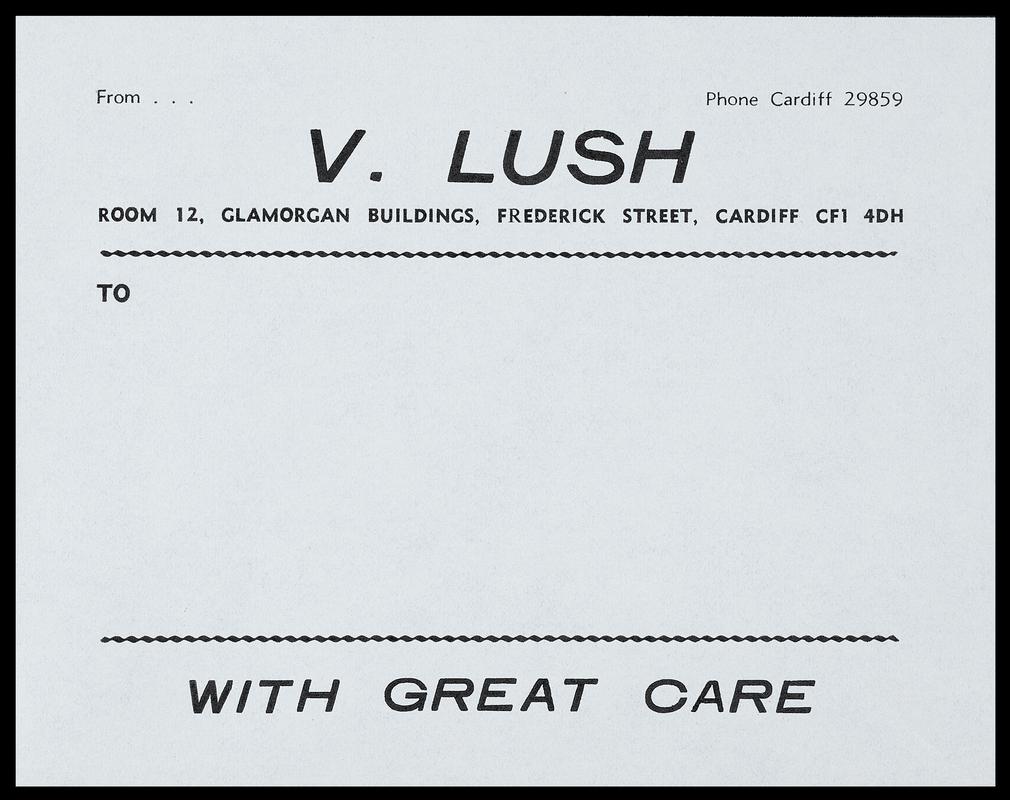 From . . .
Phone Cardiff 29859
V. LUSH
ROOM 12, GLAMORGAN BUILDINGS, FREDERICK STREET, CARDIFF CF1 4DH
TO
WITH GREAT CARE